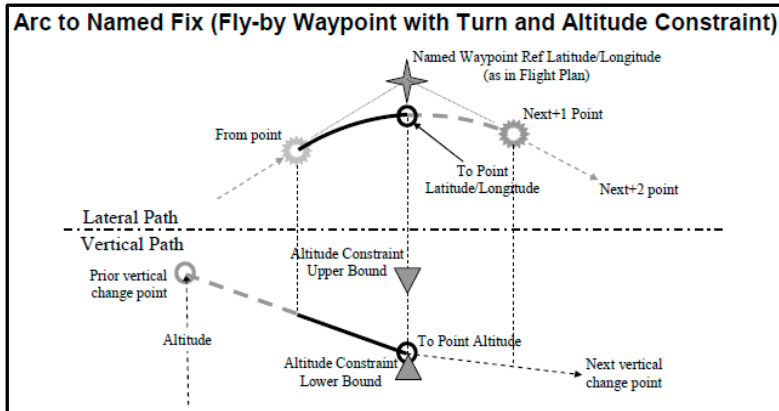 Arc to Named Fix (Fly-by Waypoint with Turn and Altitude Constraint)
Named Waypoint Ref Latitude/Longitude
(as in Flight Plan)
From point
Next+1 Point
To Point
Latitude/Longitude
Next+2 point
Lateral Path
Vertical Path
Altitude Constraint
Upper Bound
Prior vertical
change point
Altitude
To Point Altitude
Altitude Constraint
Lower Bound
Next vertical
change point